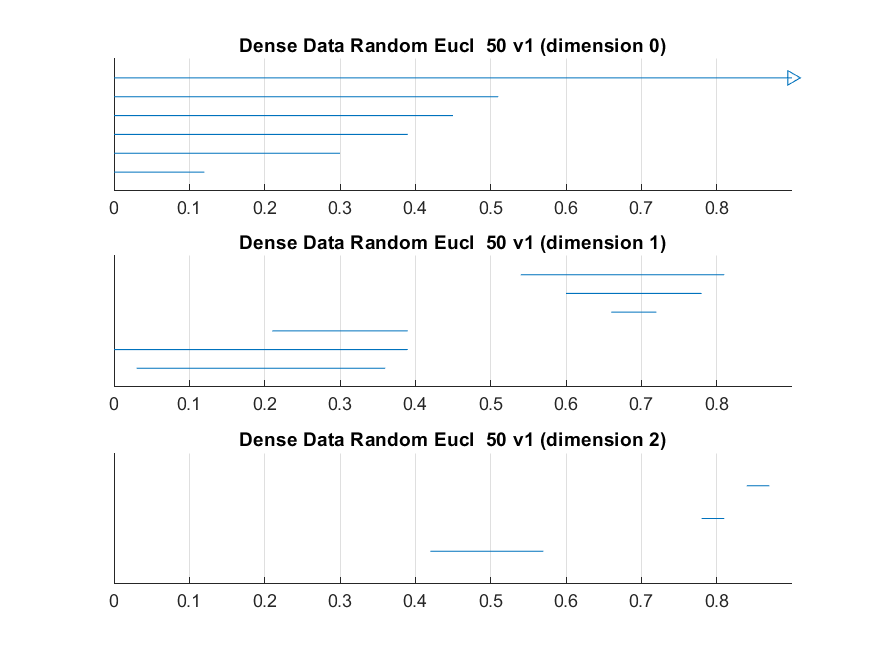 Dense Data Random Eucl  50 v1 (dimension 0)
0 0.1 0.2 0.3 0.4 0.5 0.6 0.7 0.8
Dense Data Random Eucl  50 v1 (dimension 1)
0 0.1 0.2 0.3 0.4 0.5 0.6 0.7 0.8
Dense Data Random Eucl  50 v1 (dimension 2)
0 0.1 0.2 0.3 0.4 0.5 0.6 0.7 0.8